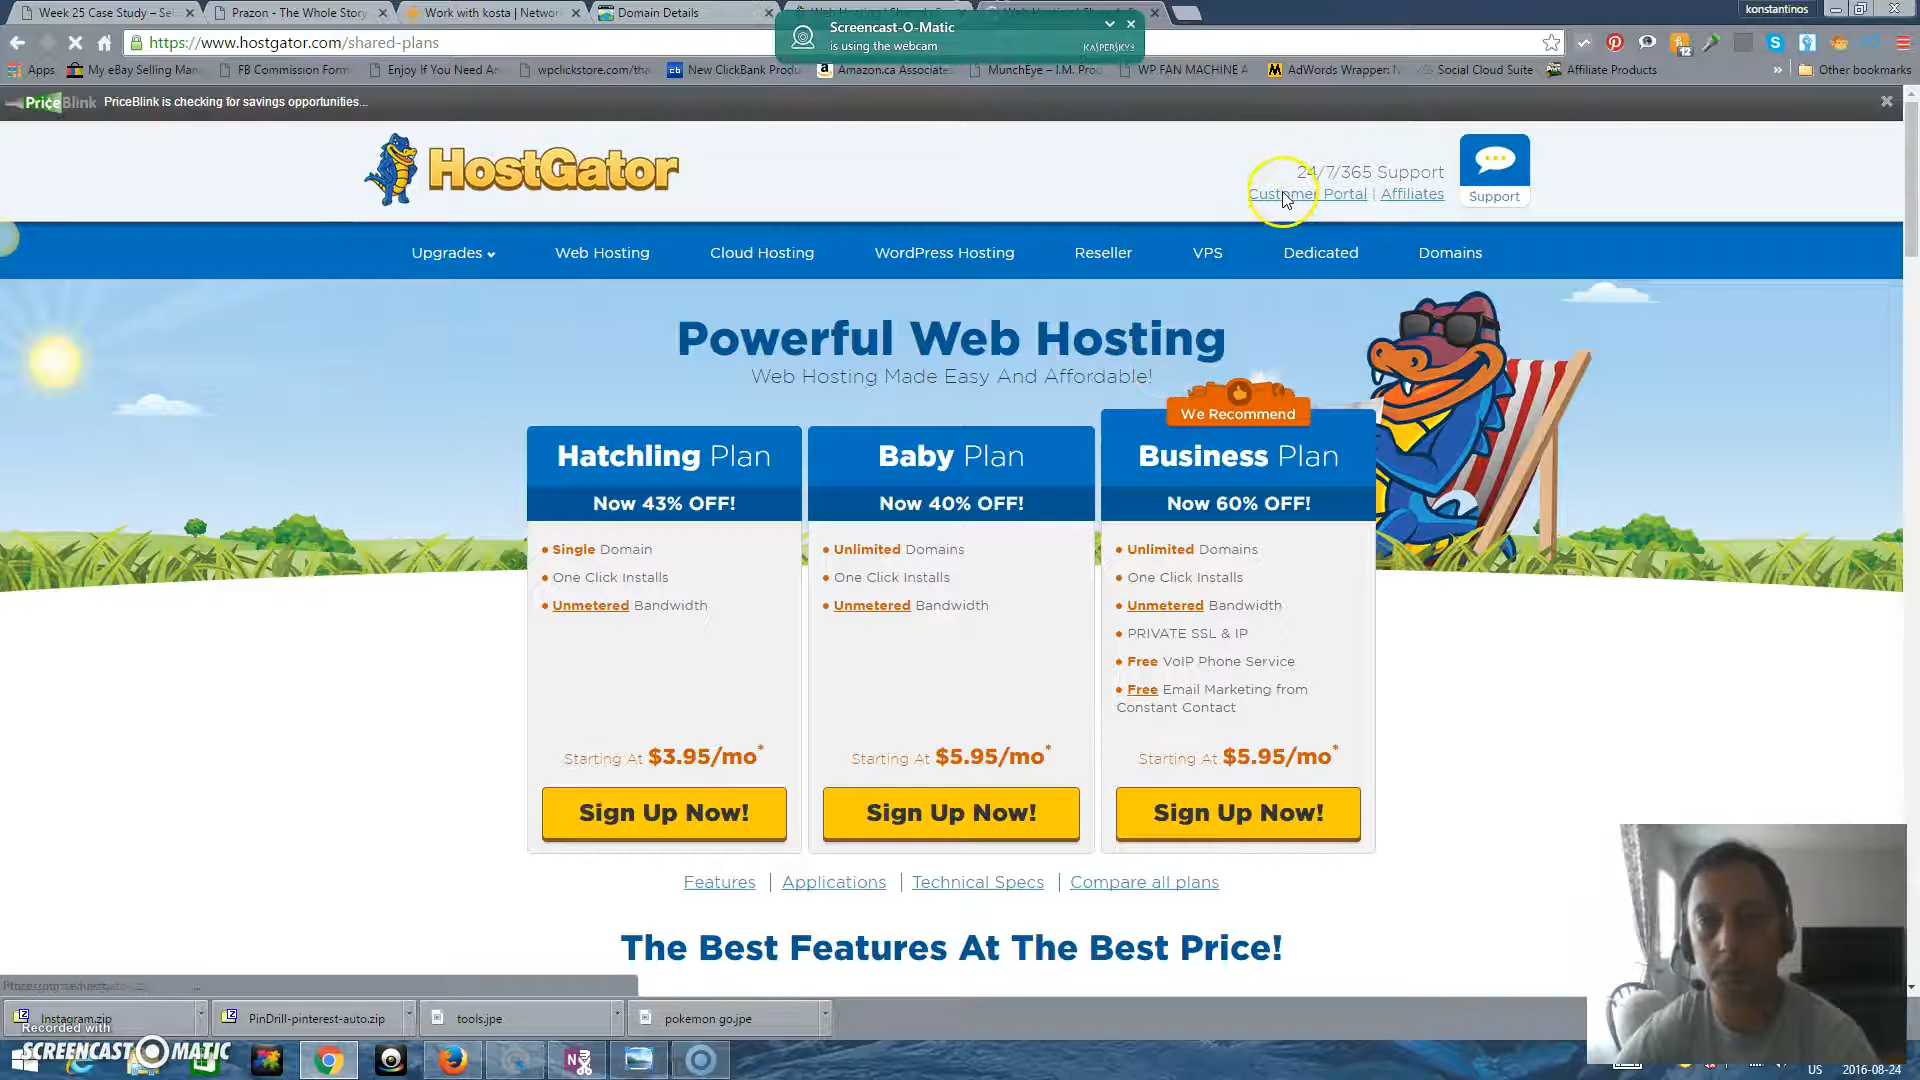 Week 25 Case Study – Sel
Prazon - The Whole Story
Work with kosta | Networ
Domain Details
konstantinos
Screencast-O-Matic
is using the webcam
KASPERSKY
https://www.hostgator.com/shared-plans
12
Apps
My eBay Selling Man
FB Commission Form
Enjoy If You Need An
wpclickstore.com/tha
New ClickBank Produ
Amazon.ca Associate
MunchEye – I.M. Pro
WP FAN MACHINE A
AdWords Wrapper: N
Social Cloud Suite
Affiliate Products
»
Other bookmarks
PriceBlink
PriceBlink is checking for savings opportunities...
HostGator
24/7/365 Support
Customer Portal | Affiliates
Support
Upgrades
Web Hosting
Cloud Hosting
WordPress Hosting
Reseller
VPS
Dedicated
Domains
Powerful Web Hosting
Web Hosting Made Easy And Affordable!
We Recommend
Hatchling Plan
Now 43% OFF!
• Single Domain
• One Click Installs
• Unmetered Bandwidth
Starting At $3.95/mo*
Sign Up Now!
Baby Plan
Now 40% OFF!
• Unlimited Domains
• One Click Installs
• Unmetered Bandwidth
Starting At $5.95/mo*
Sign Up Now!
Business Plan
Now 60% OFF!
• Unlimited Domains
• One Click Installs
• Unmetered Bandwidth
• PRIVATE SSL & IP
• Free VoIP Phone Service
• Free Email Marketing from
Constant Contact
Starting At $5.95/mo*
Sign Up Now!
Features | Applications | Technical Specs | Compare all plans
The Best Features At The Best Price!
Instagram.zip
PinDrill-pinterest-auto.zip
tools.jpe
pokemon go.jpe
Recorded with
SCREENCAST-O-MATIC
US
2016-08-24